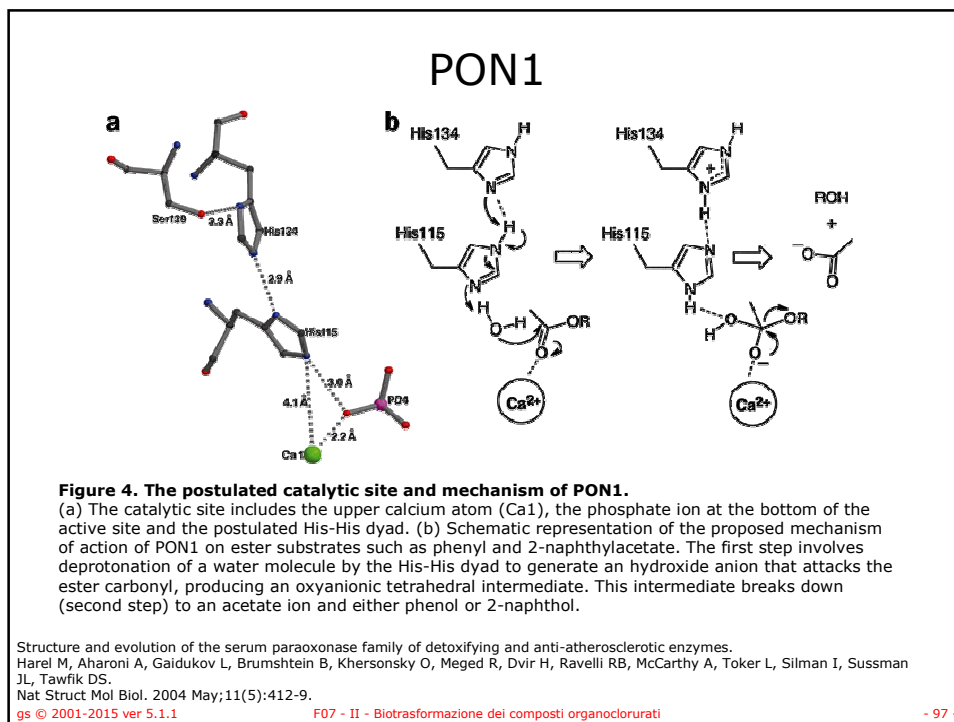 PON1
a
Ser139
2.3 Å
His134
2.9 Å
His115
4.1 Å
3.0 Å
PO4
2.2 Å
Ca1
b
His134
H
N
N
H
His115
N
N
H
O
H
OR
O
Ca2+
His134
H
N
+
N
H
His115
N
N
H
H
O
OR
O
−
Ca2+
ROH
+
−O
O
Figure 4. The postulated catalytic site and mechanism of PON1.
(a) The catalytic site includes the upper calcium atom (Ca1), the phosphate ion at the bottom of the
active site and the postulated His-His dyad. (b) Schematic representation of the proposed mechanism
of action of PON1 on ester substrates such as phenyl and 2-naphthylacetate. The first step involves
deprotonation of a water molecule by the His-His dyad to generate an hydroxide anion that attacks the
ester carbonyl, producing an oxyanionic tetrahedral intermediate. This intermediate breaks down
(second step) to an acetate ion and either phenol or 2-naphthol.
Structure and evolution of the serum paraoxonase family of detoxifying and anti-atherosclerotic enzymes.
Harel M, Aharoni A, Gaidukov L, Brumshtein B, Khersonsky O, Meged R, Dvir H, Ravelli RB, McCarthy A, Toker L, Silman I, Sussman
JL, Tawfik DS.
Nat Struct Mol Biol. 2004 May;11(5):412-9.
gs © 2001-2015 ver 5.1.1 F07 - II - Biotrasformazione dei composti organoclorurati - 97 -